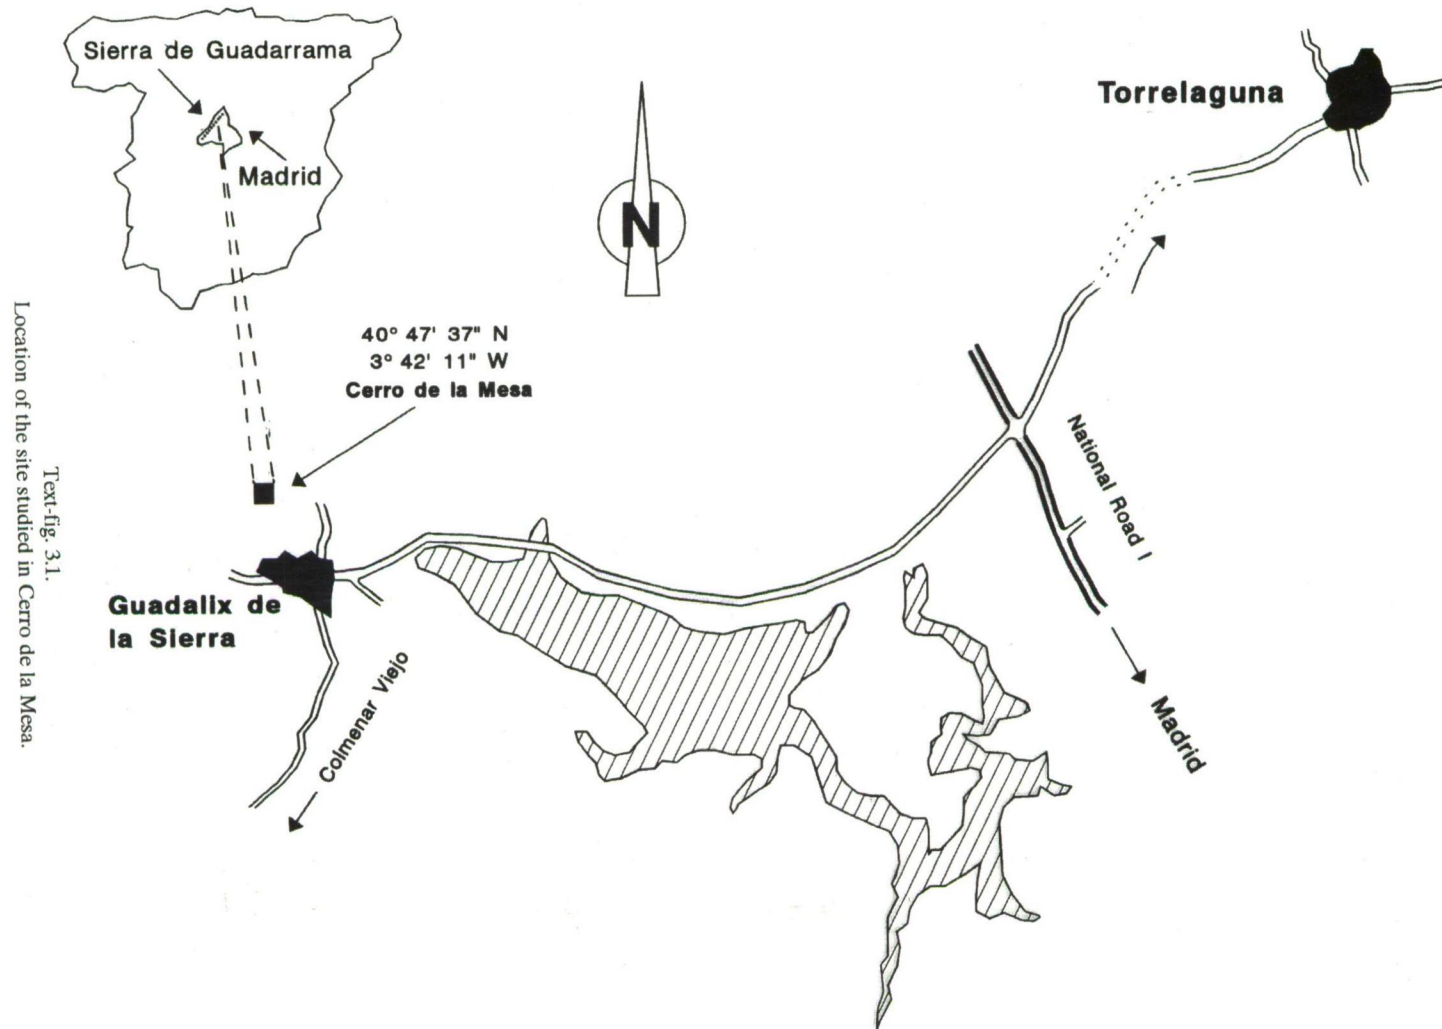 Sierra de Guadarrama
Madrid
N
Torrelaguna
40° 47' 37" N
3° 42' 11" W
Cerro de la Mesa
National Road I
Guadalix de
la Sierra
Colmenar Viejo
Madrid
Text-fig. 3.1.
Location of the site studied in Cerro de la Mesa.